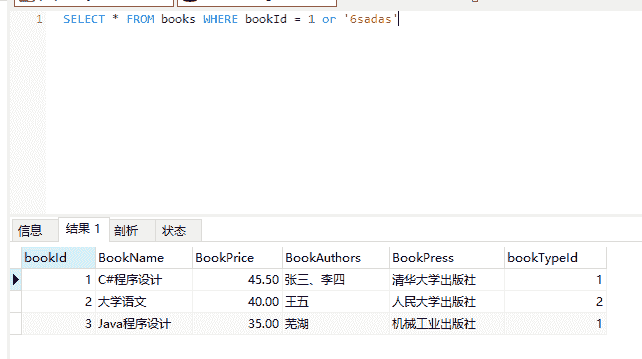 1 SELECT * FROM books WHERE bookId = 1 or '6sadas'
信息 结果 1 剖析 状态
bookId BookName BookPrice BookAuthors BookPress bookTypeId
1 C#程序设计 45.50 张三、李四 清华大学出版社 1
2 大学语文 40.00 王五 人民大学出版社 2
3 Java程序设计 35.00 芜湖 机械工业出版社 1